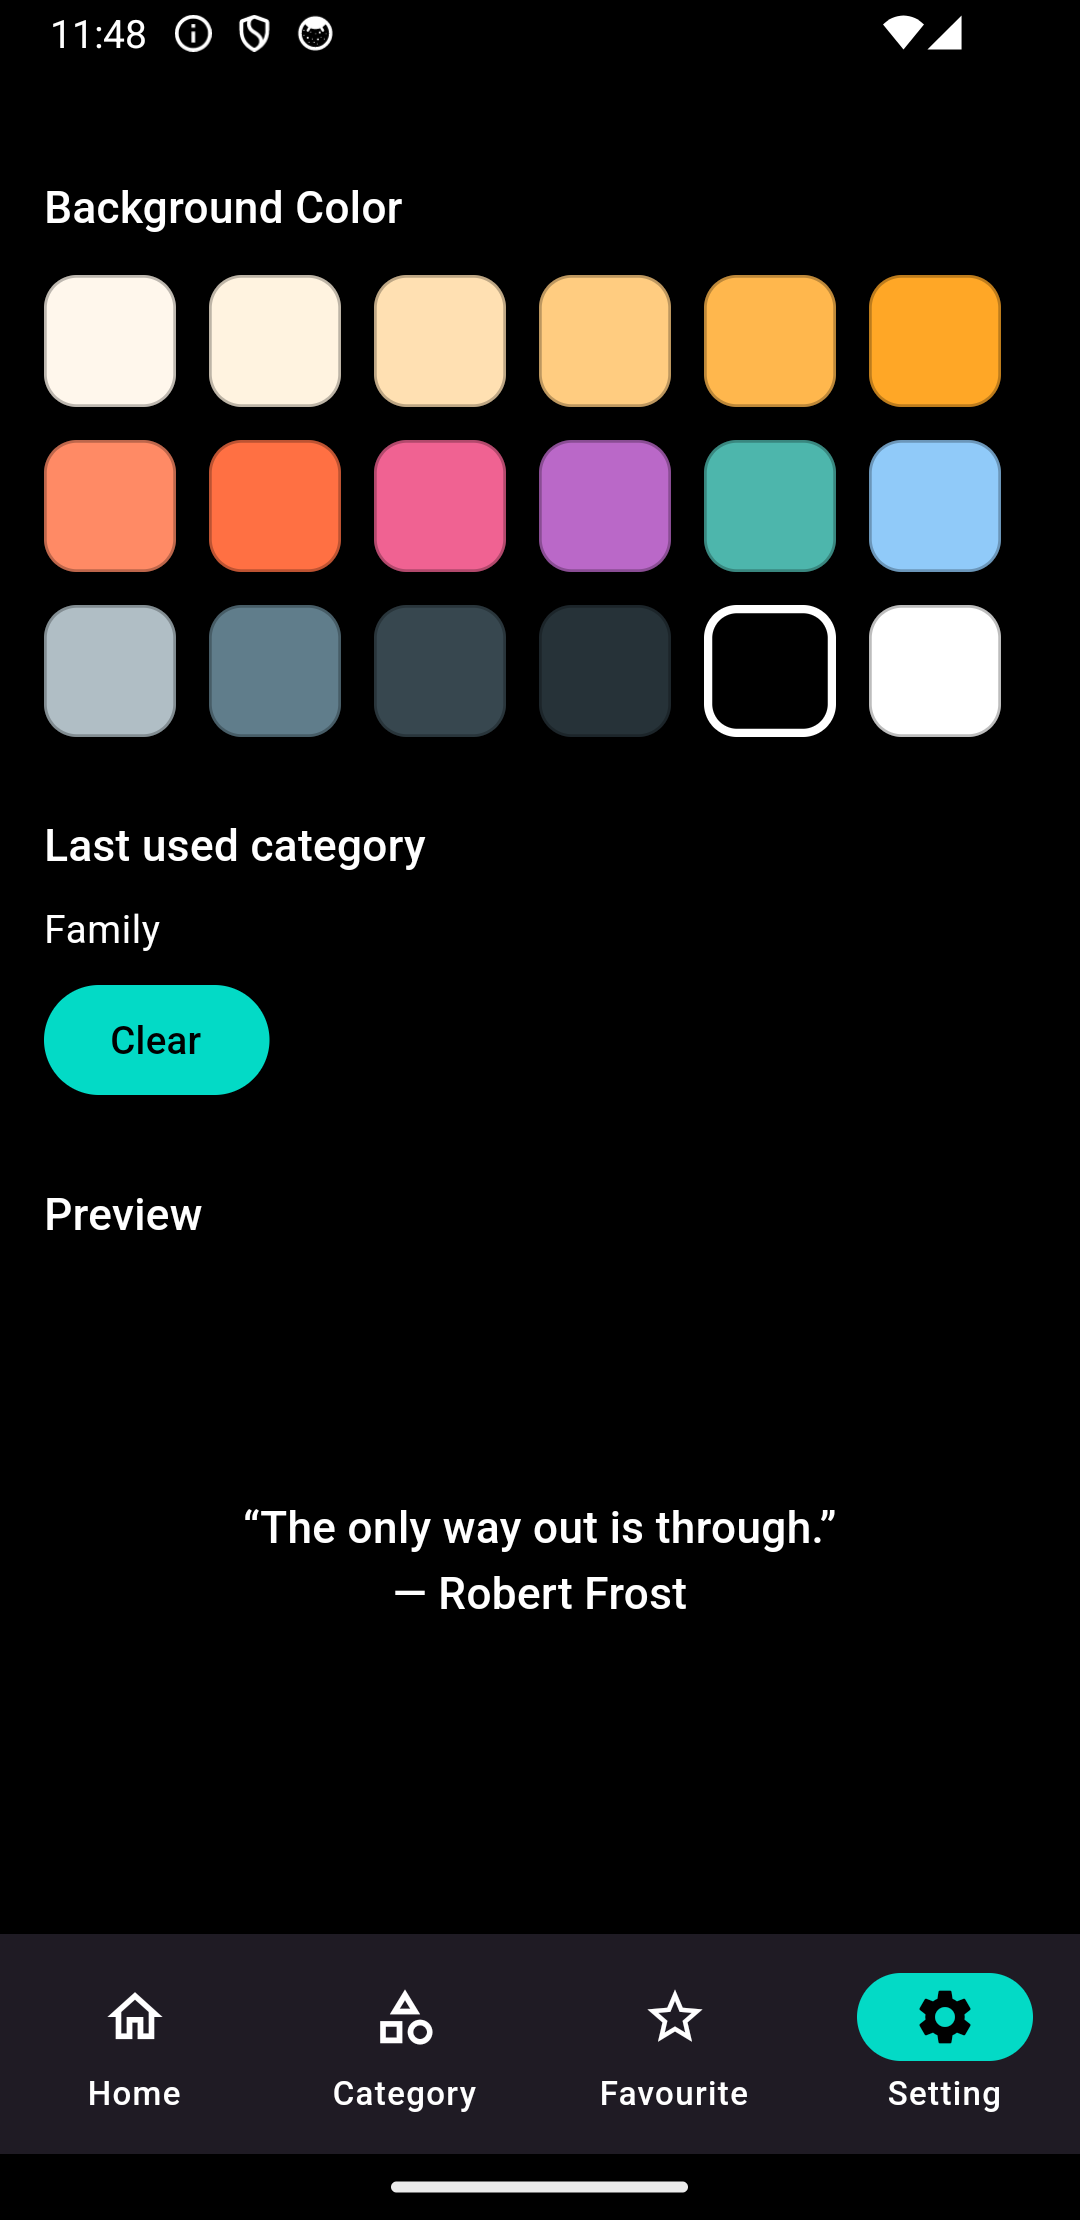 11:48
Background Color
Last used category
Family
Clear
Preview
“The only way out is through.”
— Robert Frost
Home
Category
Favourite
Setting